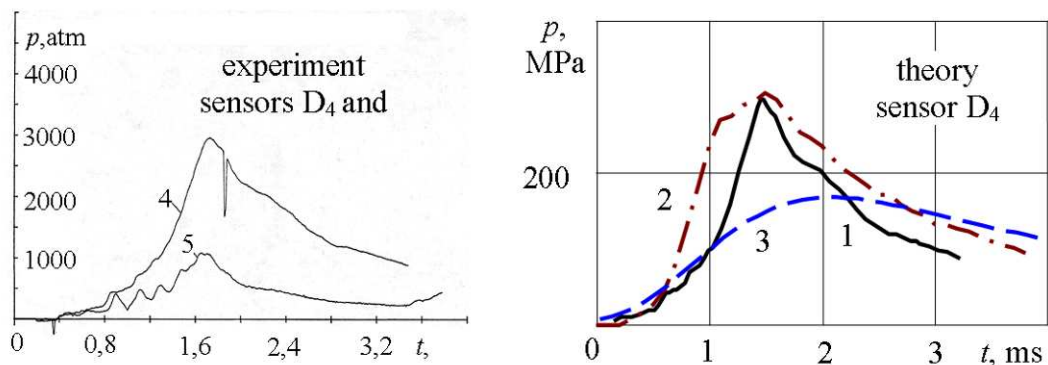 p,atm
4000
3000
2000
1000
0
experiment
sensors D4 and
4
5
0 0,8 1,6 2,4 3,2 t,
p,
MPa
200
theory
sensor D4
2
3
1
0 1 2 3 t, ms